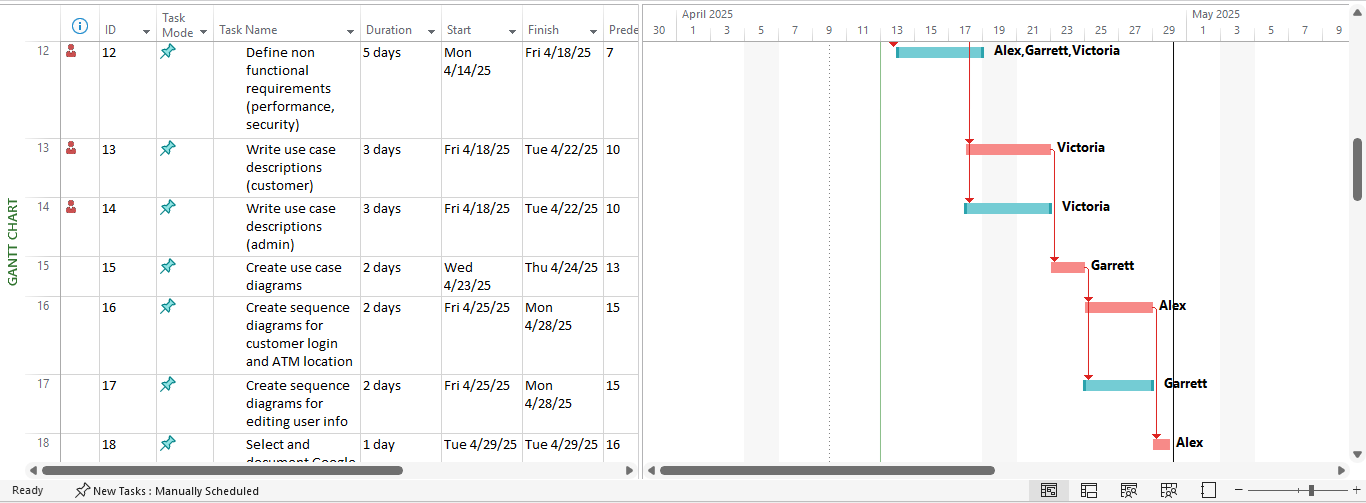 April 2025
May 2025
ID
Task
Mode
Task Name
Duration
Start
Finish
Prede
30 1 3 5 7 9 11 13 15 17 19 21 23 25 27 29 1 3 5 7 9
GANTT CHART
12 12 Define non 5 days Mon Fri 4/18/25 7 Alex,Garrett,Victoria
functional 4/14/25
requirements
(performance,
security)
13 13 Write use case 3 days Fri 4/18/25 Tue 4/22/25 10 Victoria
descriptions
(customer)
14 14 Write use case 3 days Fri 4/18/25 Tue 4/22/25 10 Victoria
descriptions
(admin)
15 15 Create use case 2 days Wed Thu 4/24/25 13 Garrett
diagrams 4/23/25
16 16 Create sequence 2 days Fri 4/25/25 Mon 15 Alex
diagrams for 4/28/25
customer login
and ATM location
17 17 Create sequence 2 days Fri 4/25/25 Mon 15 Garrett
diagrams for 4/28/25
editing user info
18 18 Select and 1 day Tue 4/29/25 Tue 4/29/25 16 Alex
document Google
Ready
New Tasks : Manually Scheduled